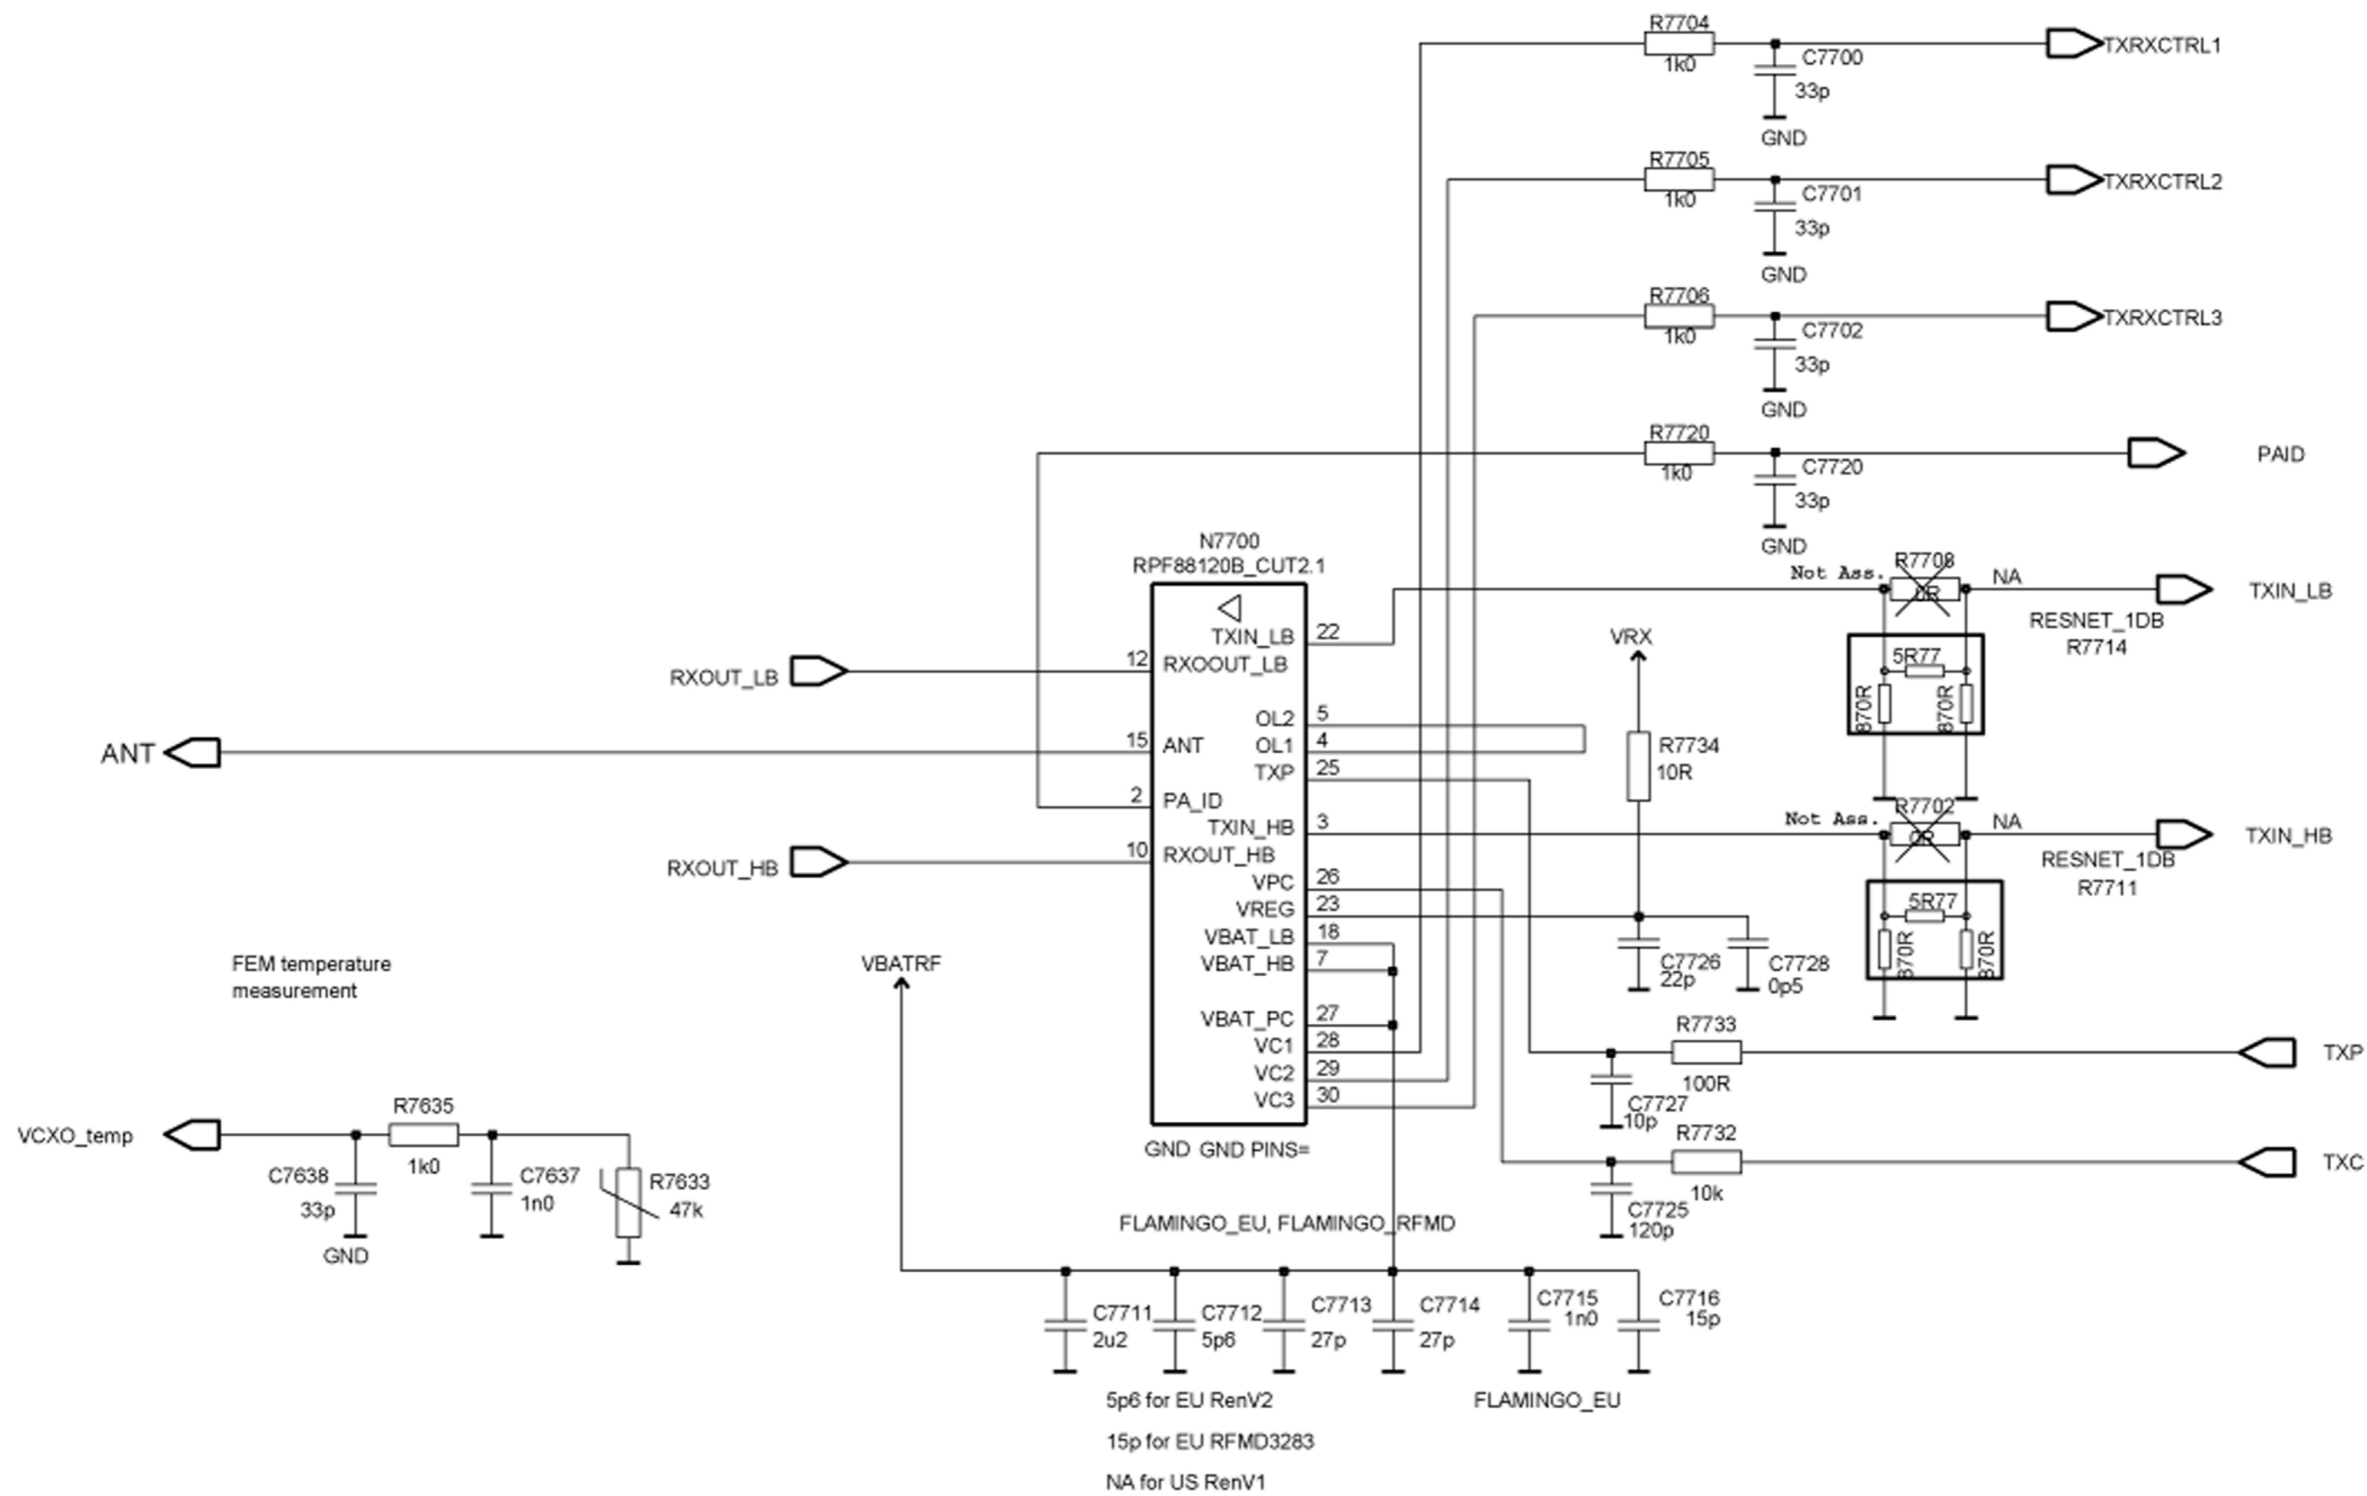 R7704
1k0
C7700
33p
GND
TXRXCTRL1
R7705
1k0
C7701
33p
GND
TXRXCTRL2
R7706
1k0
C7702
33p
GND
TXRXCTRL3
R7720
1k0
C7720
33p
GND
PAID
N7700
RPF88120B_CUT2.1
TXIN_LB 22
12 RXOOUT_LB
OL2 5
15 ANT
OL1 4
TXP 25
2 PA_ID
TXIN_HB 3
10 RXOUT_HB
VPC 26
VREG 23
VBAT_LB 18
VBAT_HB 7
VBAT_PC 27
VC1 28
VC2 29
VC3 30
GND GND PINS=
RXOUT_LB
ANT
RXOUT_HB
Not Ass.
R7708
0R
NA
TXIN_LB
RESNET_1DB
R7714
5R77
870R
870R
VRX
R7734
10R
Not Ass.
R7702
0R
NA
TXIN_HB
RESNET_1DB
R7711
5R77
870R
870R
C7726
22p
C7728
0p5
R7733
100R
TXP
C7727
10p
R7732
10k
TXC
C7725
120p
FEM temperature
measurement
VCXO_temp
R7635
1k0
C7638
33p
GND
C7637
1n0
R7633
47k
VBATRF
FLAMINGO_EU, FLAMINGO_RFMD
C7711
2u2
C7712
5p6
C7713
27p
C7714
27p
C7715
1n0
C7716
15p
5p6 for EU RenV2
FLAMINGO_EU
15p for EU RFMD3283
NA for US RenV1